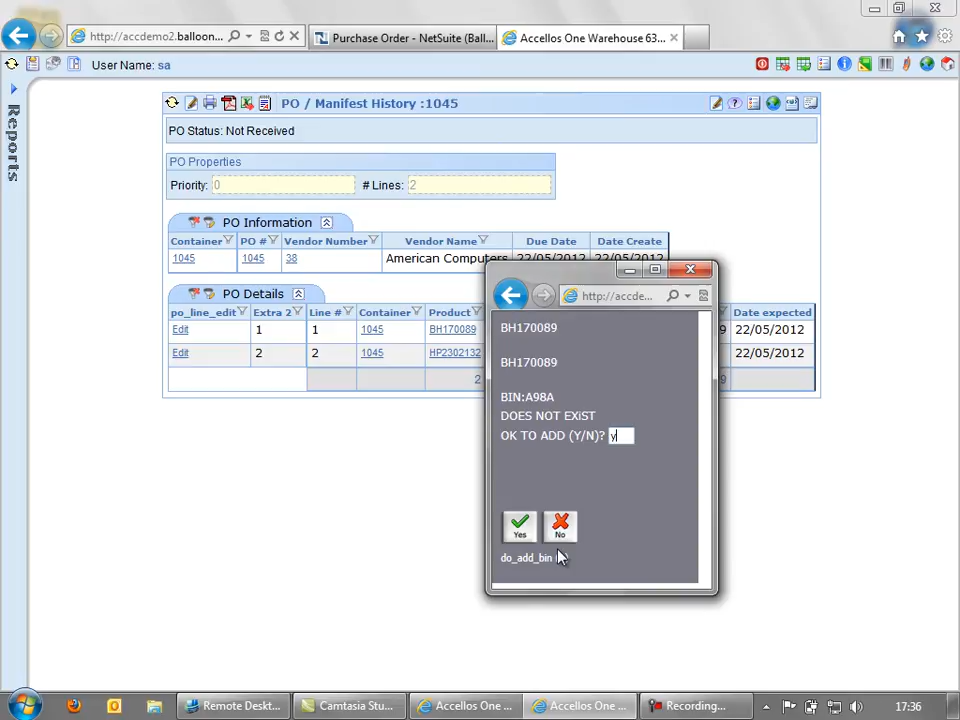 http://accdemo2.balloon...
Purchase Order - NetSuite (Ball...
Accellos One Warehouse 63...
User Name: sa
Reports
PO / Manifest History :1045
PO Status: Not Received
PO Properties
Priority: 0 # Lines: 2
PO Information
Container PO # Vendor Number Vendor Name Due Date Date Create
1045 1045 38 American Computers 22/05/2012 22/05/2012
PO Details
po_line_edit Extra 2 Line # Container Product Date expected
Edit 1 1 1045 BH170089 9 22/05/2012
Edit 2 2 1045 HP2302132 22/05/2012
2
http://accde...
BH170089
BH170089
BIN:A98A
DOES NOT EXiST
OK TO ADD (Y/N)? y
Yes No
do_add_bin
Remote Deskt...
Camtasia Stu...
Accellos One ...
Accellos One ...
Recording...
17:36